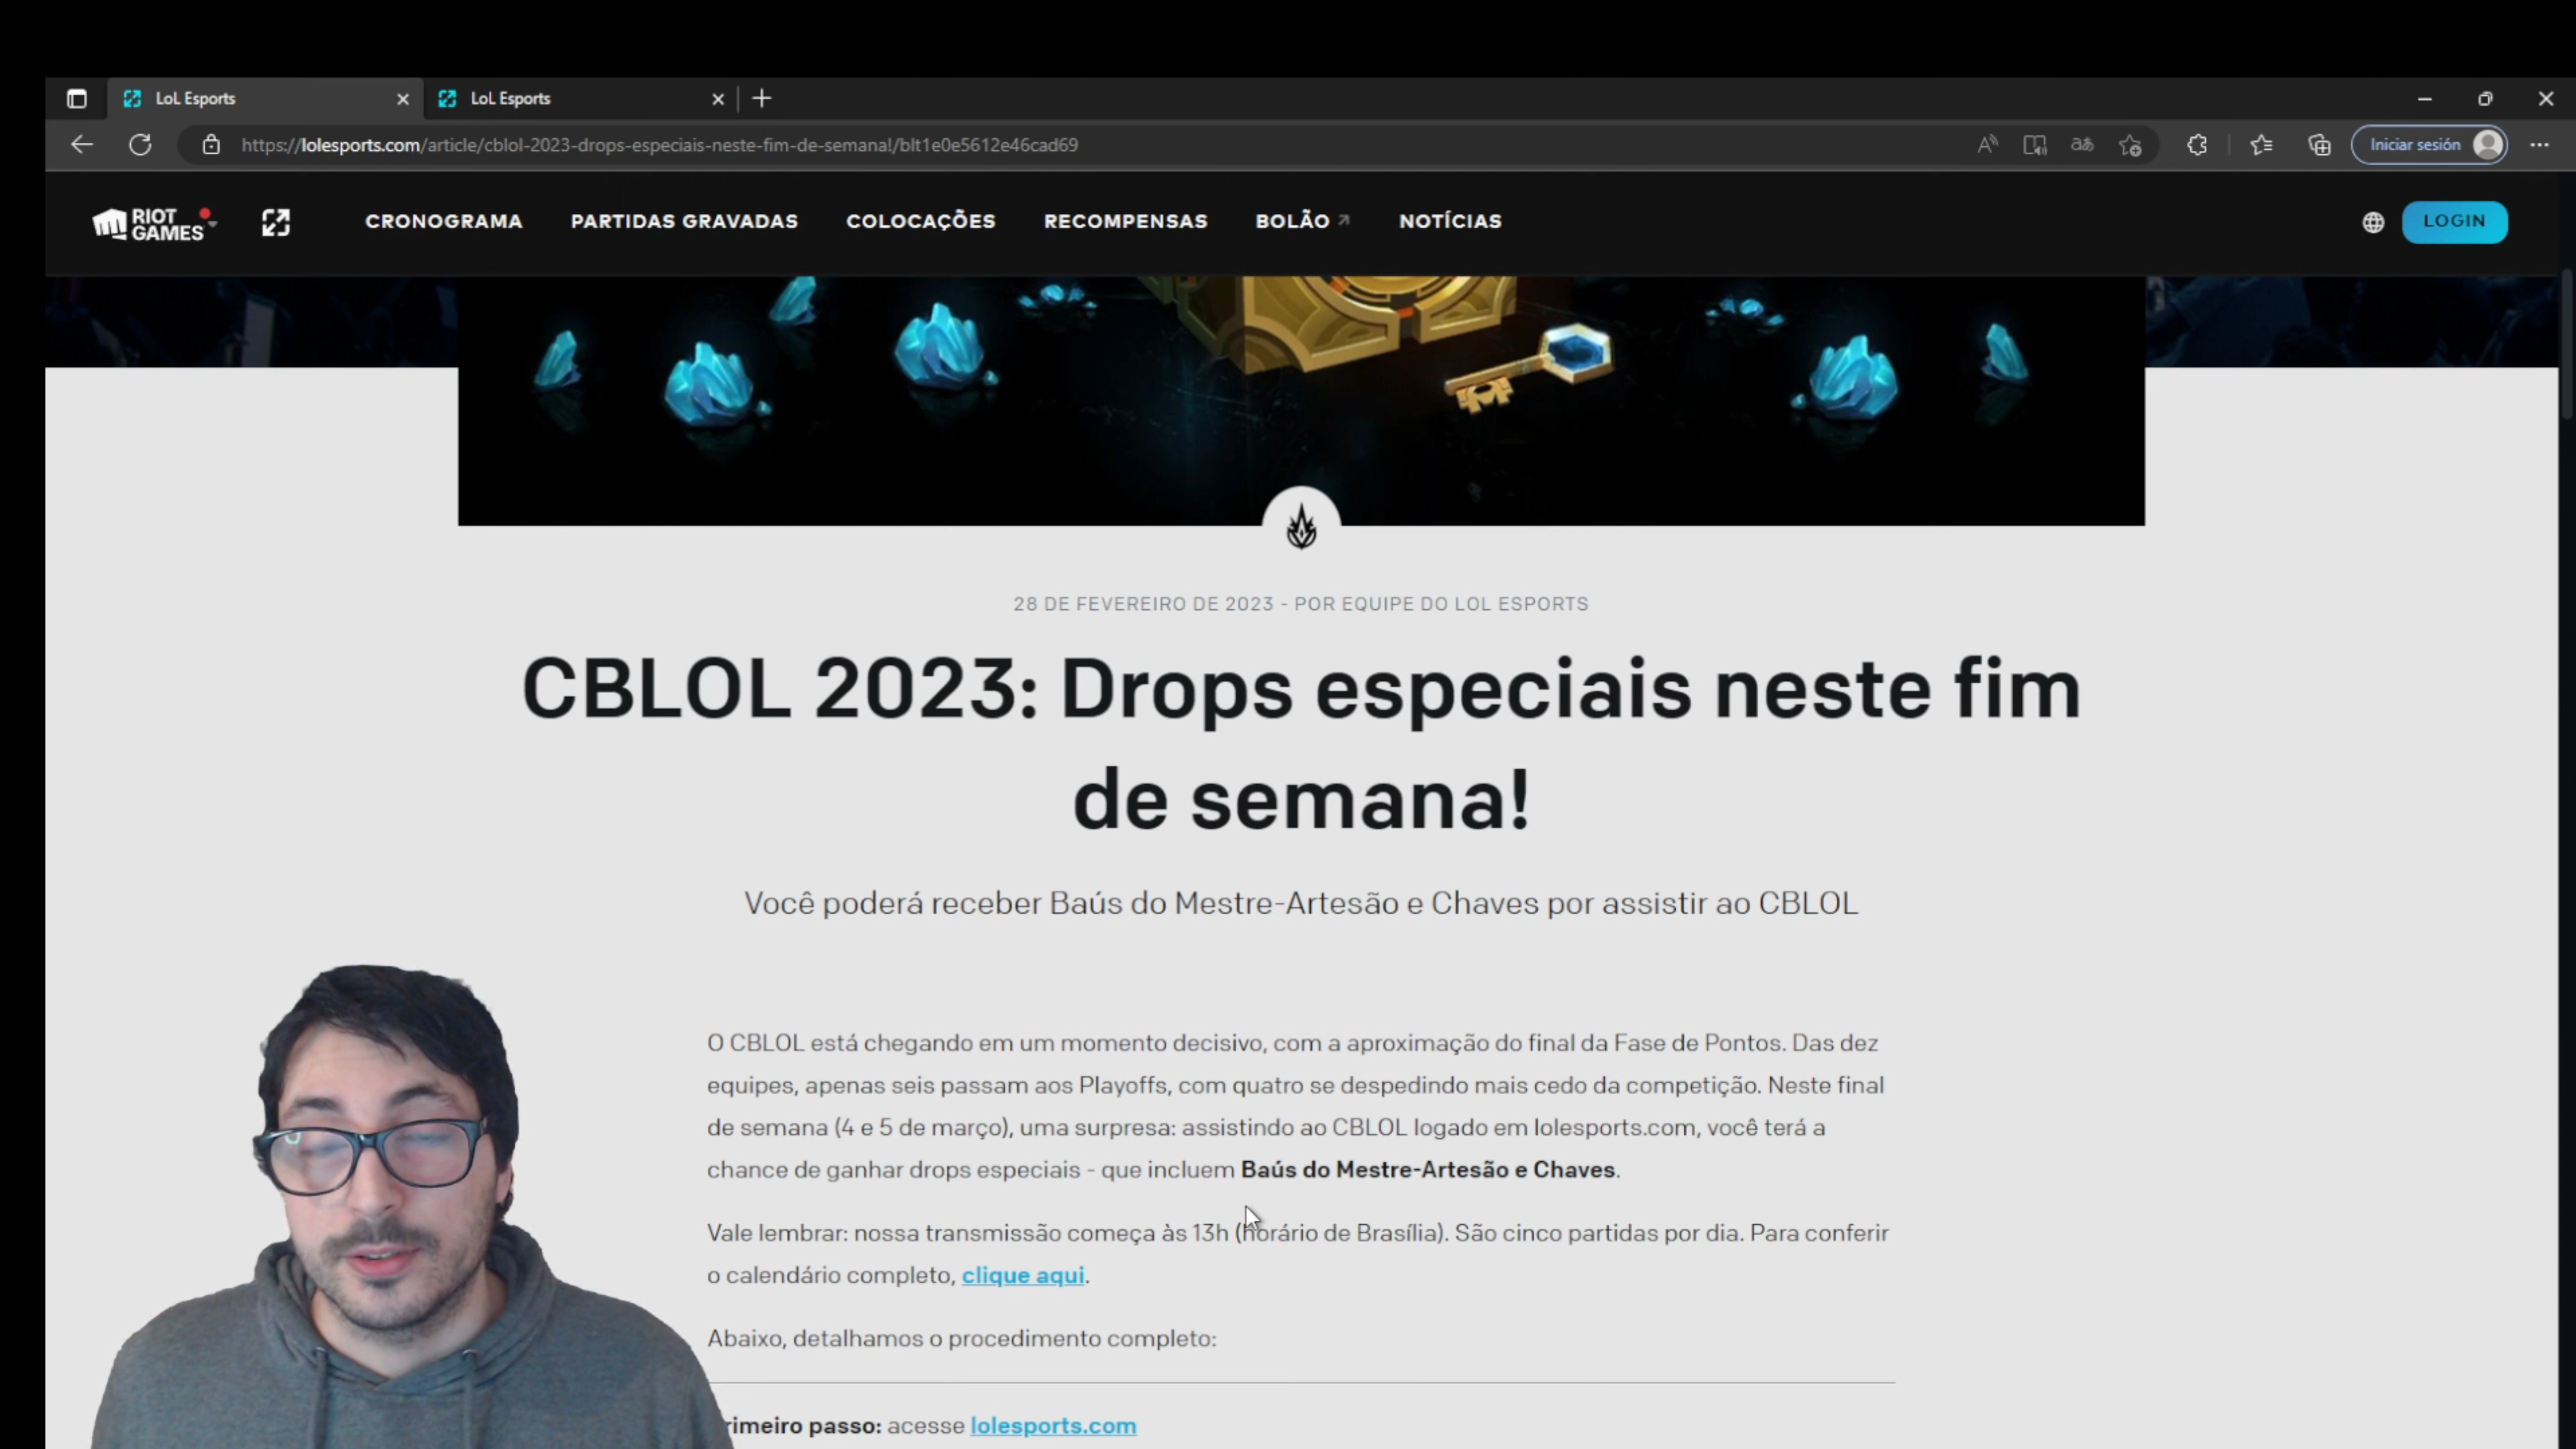 LoL Esports
LoL Esports
https://lolesports.com/article/cblol-2023-drops-especiais-neste-fim-de-semana!/blt1e0e5612e46cad69
aあ
Iniciar sesión
RIOT
GAMES
CRONOGRAMA
PARTIDAS GRAVADAS
COLOCAÇÕES
RECOMPENSAS
BOLÃO
NOTÍCIAS
LOGIN
28 DE FEVEREIRO DE 2023 - POR EQUIPE DO LOL ESPORTS
CBLOL 2023: Drops especiais neste fim
de semana!
Você poderá receber Baús do Mestre-Artesão e Chaves por assistir ao CBLOL
O CBLOL está chegando em um momento decisivo, com a aproximação do final da Fase de Pontos. Das dez
equipes, apenas seis passam aos Playoffs, com quatro se despedindo mais cedo da competição. Neste final
de semana (4 e 5 de março), uma surpresa: assistindo ao CBLOL logado em lolesports.com, você terá a
chance de ganhar drops especiais - que incluem Baús do Mestre-Artesão e Chaves.
Vale lembrar: nossa transmissão começa às 13h (horário de Brasília). São cinco partidas por dia. Para conferir
o calendário completo, clique aqui.
Abaixo, detalhamos o procedimento completo:
rimeiro passo: acesse lolesports.com